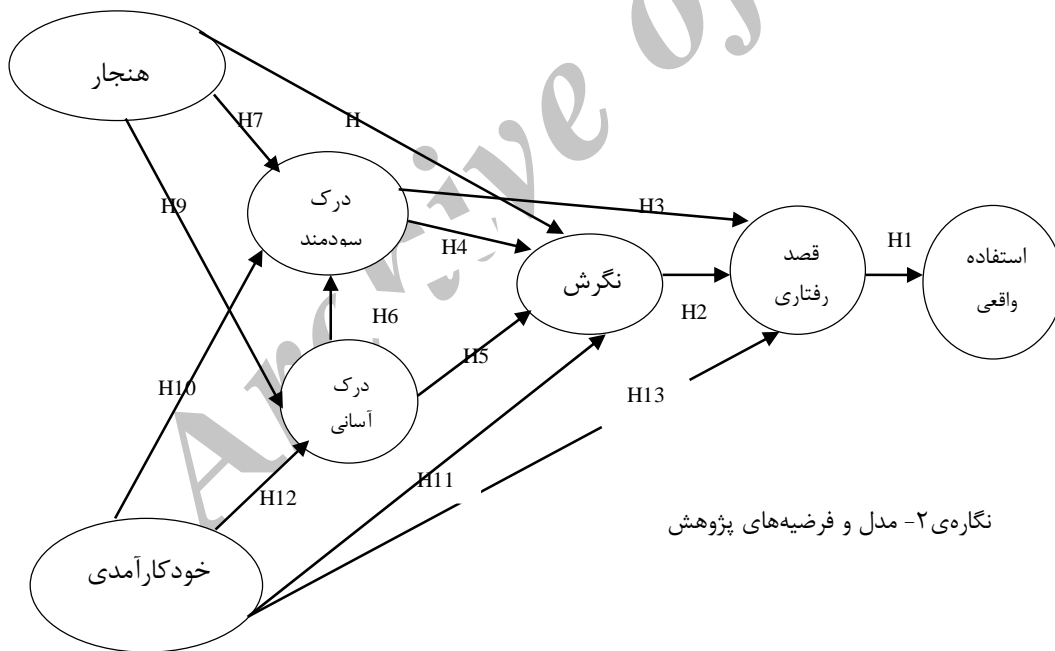 هنجار
H7
H
درک
سودمند
H9
H3
H4
قصد
رفتاری
H1
استفاده
واقعی
نگرش
H2
H6
درک
آسانی
H5
H10
H13
H12
H11
خودکارآمدی
نگاره‌ی۲- مدل و فرضیه‌های پژوهش